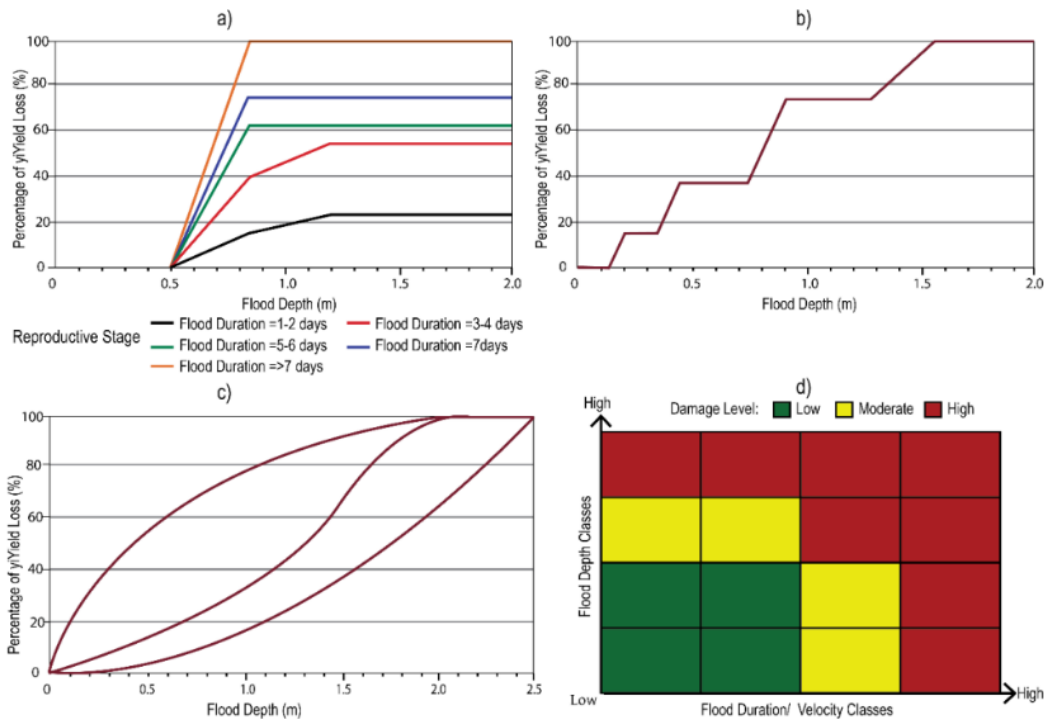 a)
Percentage of yiYield Loss (%)
100
80
60
40
20
0
0 0.5 1.0 1.5 2.0
Flood Depth (m)
Reproductive Stage
Flood Duration =1-2 days
Flood Duration =3-4 days
Flood Duration =5-6 days
Flood Duration =7days
Flood Duration =>7 days
b)
Percentage of yiYield Loss (%)
100
80
60
40
20
0
0 0.5 1.0 1.5 2.0
Flood Depth (m)
c)
Percentage of yiYield Loss (%)
100
80
60
40
20
0
0 0.5 1.0 1.5 2.0 2.5
Flood Depth (m)
d)
High
Damage Level: Low Moderate High
Flood Depth Classes
Low
High
Flood Duration/ Velocity Classes